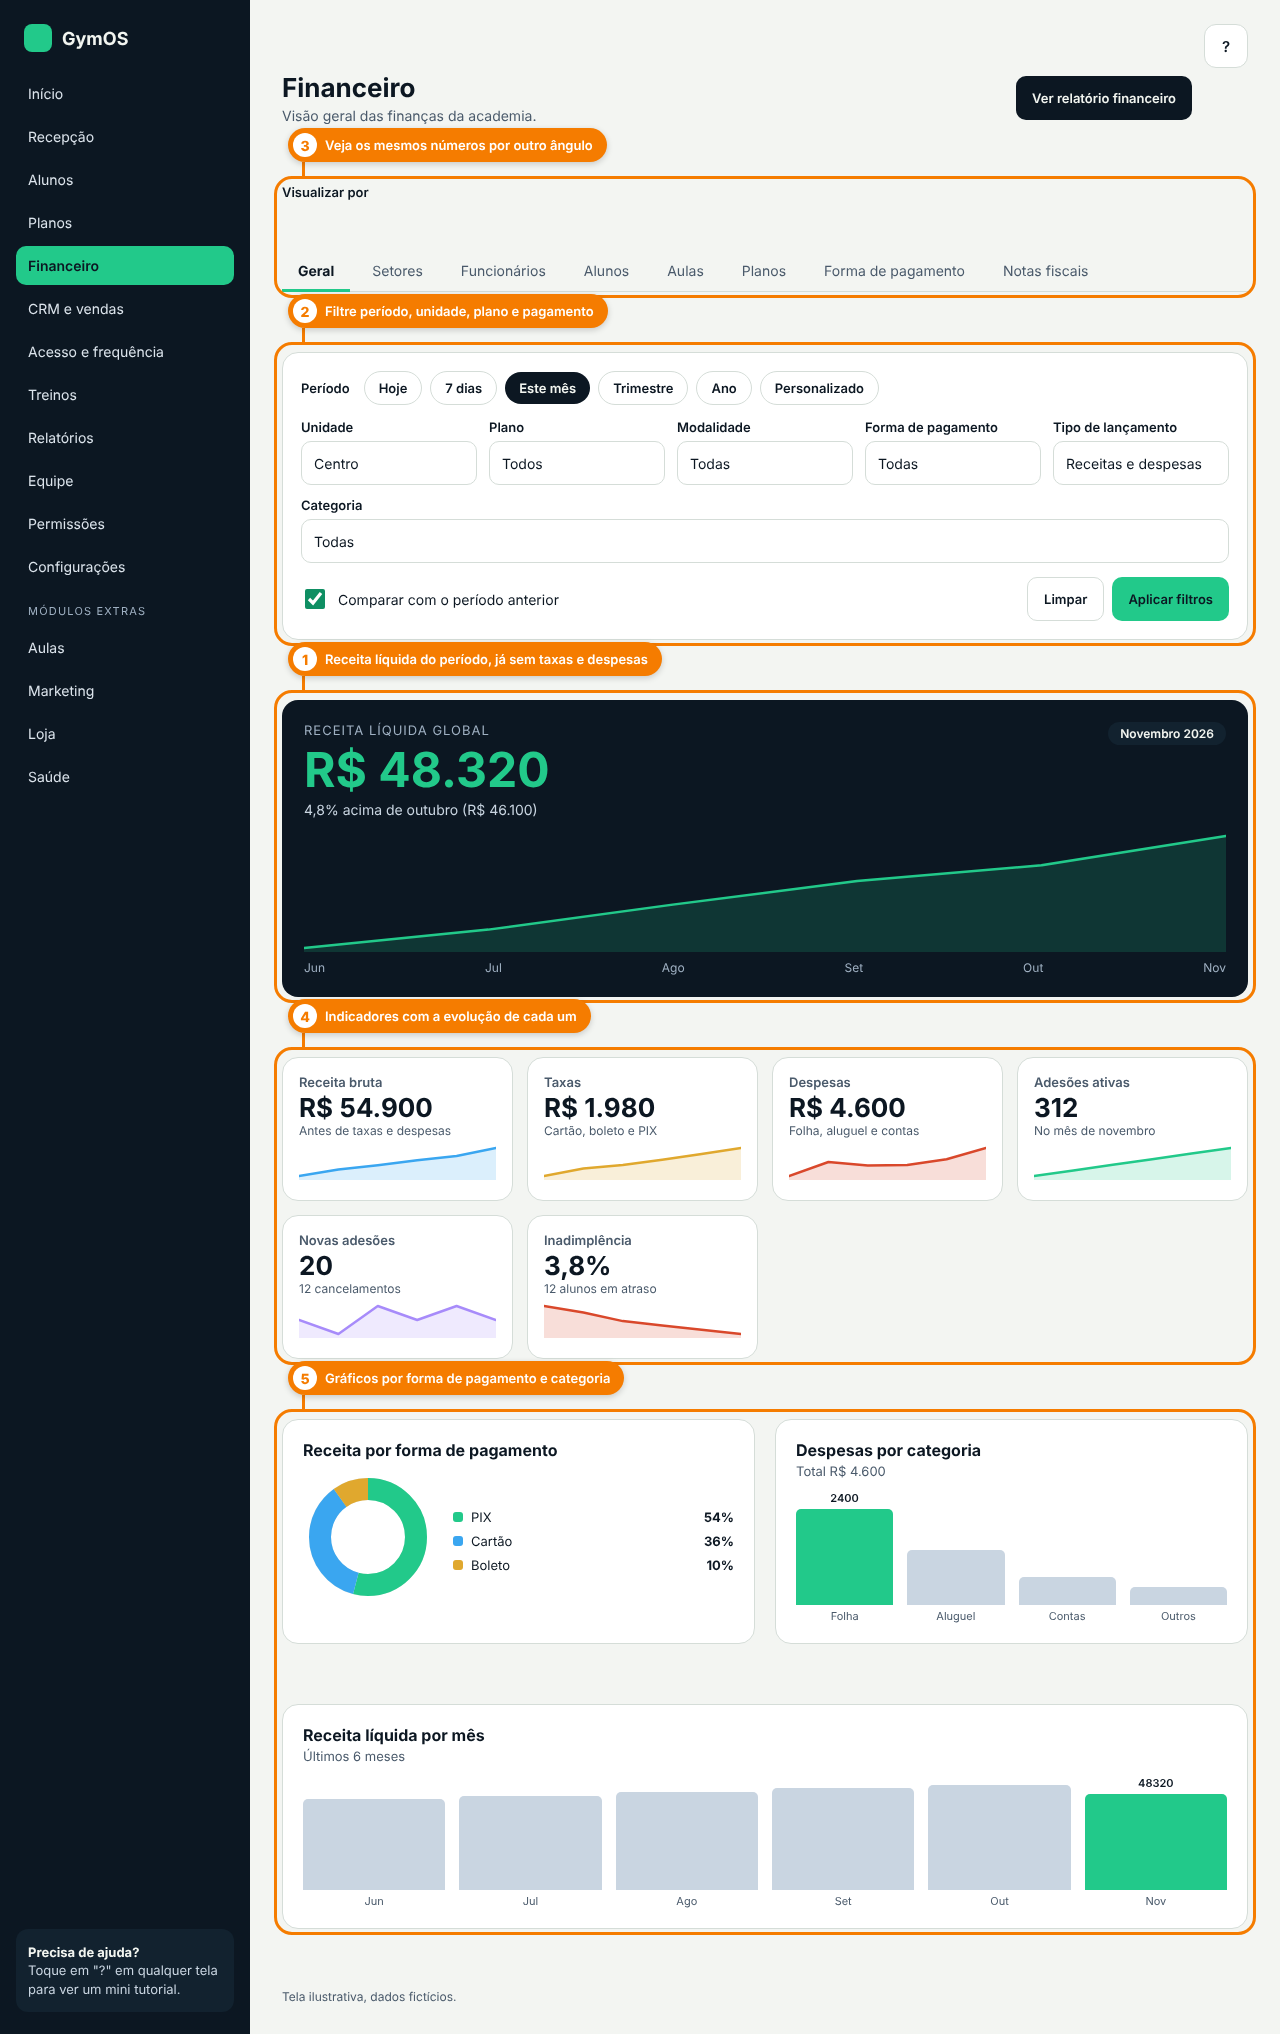 GymOS
Início
Recepção
Alunos
Planos
Financeiro
CRM e vendas
Acesso e frequência
Treinos
Relatórios
Equipe
Permissões
Configurações
MÓDULOS EXTRAS
Aulas
Marketing
Loja
Saúde
Precisa de ajuda?
Toque em "?" em qualquer tela
para ver um mini tutorial.
?
Financeiro
Visão geral das finanças da academia.
Ver relatório financeiro
3 Veja os mesmos números por outro ângulo
Visualizar por
Geral Setores Funcionários Alunos Aulas Planos Forma de pagamento Notas fiscais
2 Filtre período, unidade, plano e pagamento
Período Hoje 7 dias Este mês Trimestre Ano Personalizado
Unidade Plano Modalidade Forma de pagamento Tipo de lançamento
Centro Todos Todas Todas Receitas e despesas
Categoria
Todas
Comparar com o período anterior Limpar Aplicar filtros
1 Receita líquida do período, já sem taxas e despesas
RECEITA LÍQUIDA GLOBAL Novembro 2026
R$ 48.320
4,8% acima de outubro (R$ 46.100)
Jun Jul Ago Set Out Nov
4 Indicadores com a evolução de cada um
Receita bruta Taxas Despesas Adesões ativas
R$ 54.900 R$ 1.980 R$ 4.600 312
Antes de taxas e despesas Cartão, boleto e PIX Folha, aluguel e contas No mês de novembro
Novas adesões Inadimplência
20 3,8%
12 cancelamentos 12 alunos em atraso
5 Gráficos por forma de pagamento e categoria
Receita por forma de pagamento
PIX 54%
Cartão 36%
Boleto 10%
Despesas por categoria
Total R$ 4.600
2400
Folha Aluguel Contas Outros
Receita líquida por mês
Últimos 6 meses
48320
Jun Jul Ago Set Out Nov
Tela ilustrativa, dados fictícios.